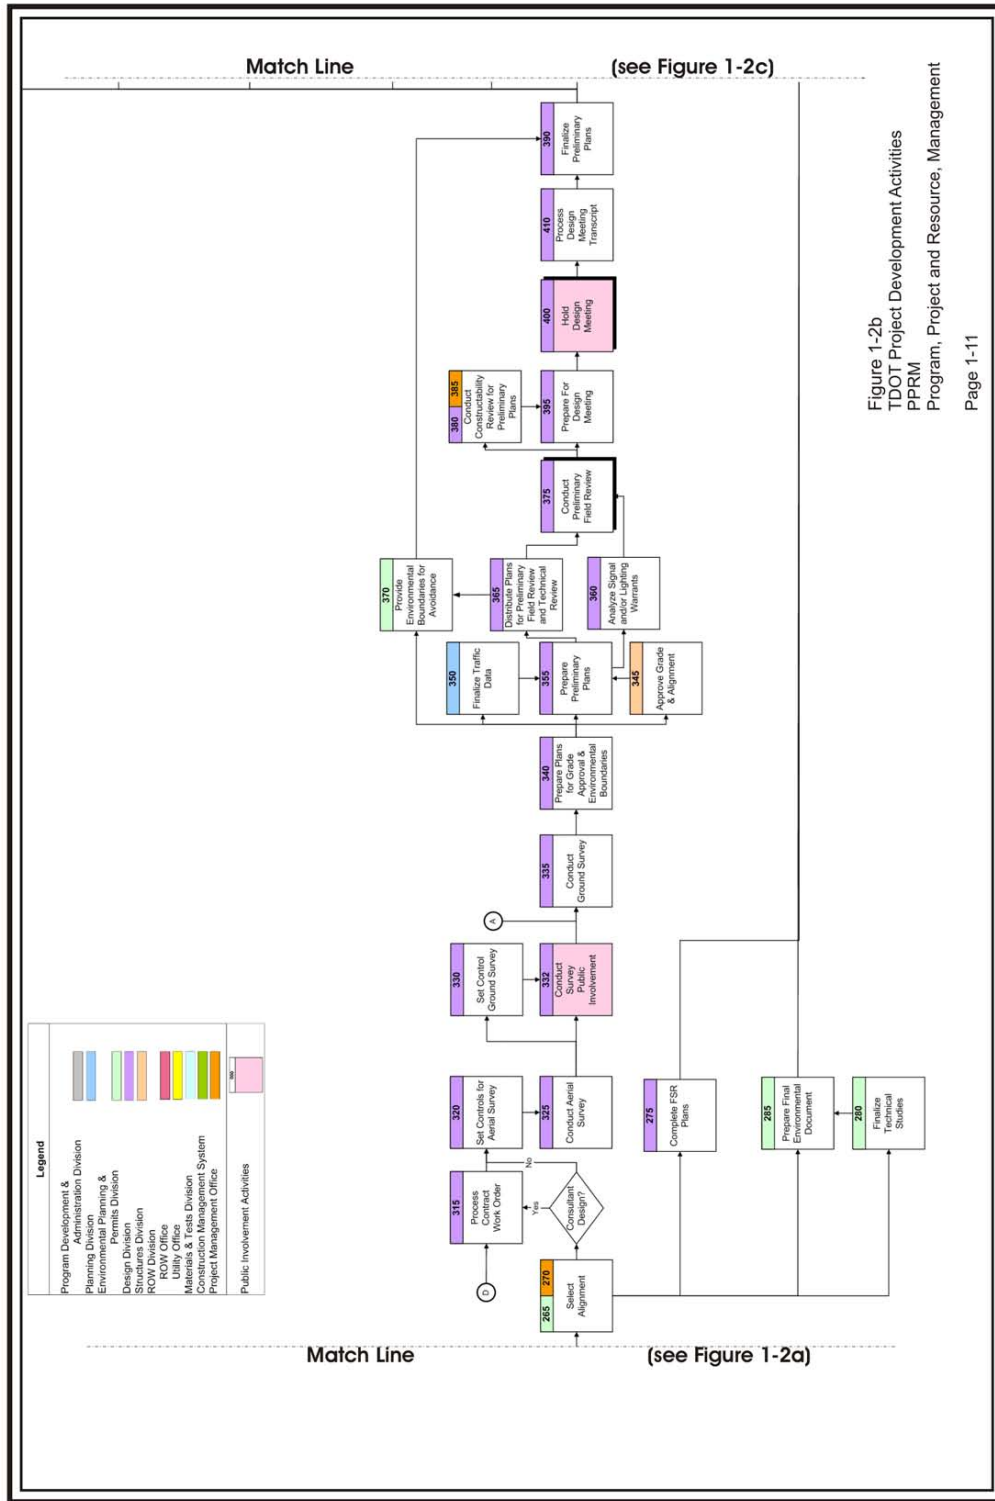 Match Line
(see Figure 1-2c)
Legend
Program Development &
Administration Division
Planning Division
Environmental Planning &
Permits Division
Design Division
Structures Division
ROW Division
ROW Office
Utility Office
Materials & Tests Division
Construction Management System
Project Management Office
Public Involvement Activities
D
265
270
Select
Alignment
Consultant
Design?
Yes
No
315
Process
Contract
Work Order
320
Set Controls for
Aerial Survey
325
Conduct Aerial
Survey
275
Complete FSR
Plans
285
Prepare Final
Environmental
Document
280
Finalize
Technical
Studies
330
Set Control
Ground Survey
332
Conduct
Survey
Public
Involvement
A
335
Conduct
Ground Survey
340
Prepare Plans
for Grade
Approval &
Environmental
Boundaries
350
Finalize Traffic
Data
355
Prepare
Preliminary
Plans
345
Approve Grade
& Alignment
370
Provide
Environmental
Boundaries for
Avoidance
365
Distribute Plans
for Preliminary
Field Review
and Technical
Review
360
Analyze Signal
and/or Lighting
Warrants
375
Conduct
Preliminary
Field Review
380
385
Conduct
Constructability
Review for
Preliminary
Plans
395
Prepare For
Design
Meeting
400
Hold
Design
Meeting
410
Process
Design
Meeting
Transcript
390
Finalize
Preliminary
Plans
Match Line
(see Figure 1-2a)
Figure 1-2b
TDOT Project Development Activities
PPRM
Program, Project and Resource, Management
Page 1-11